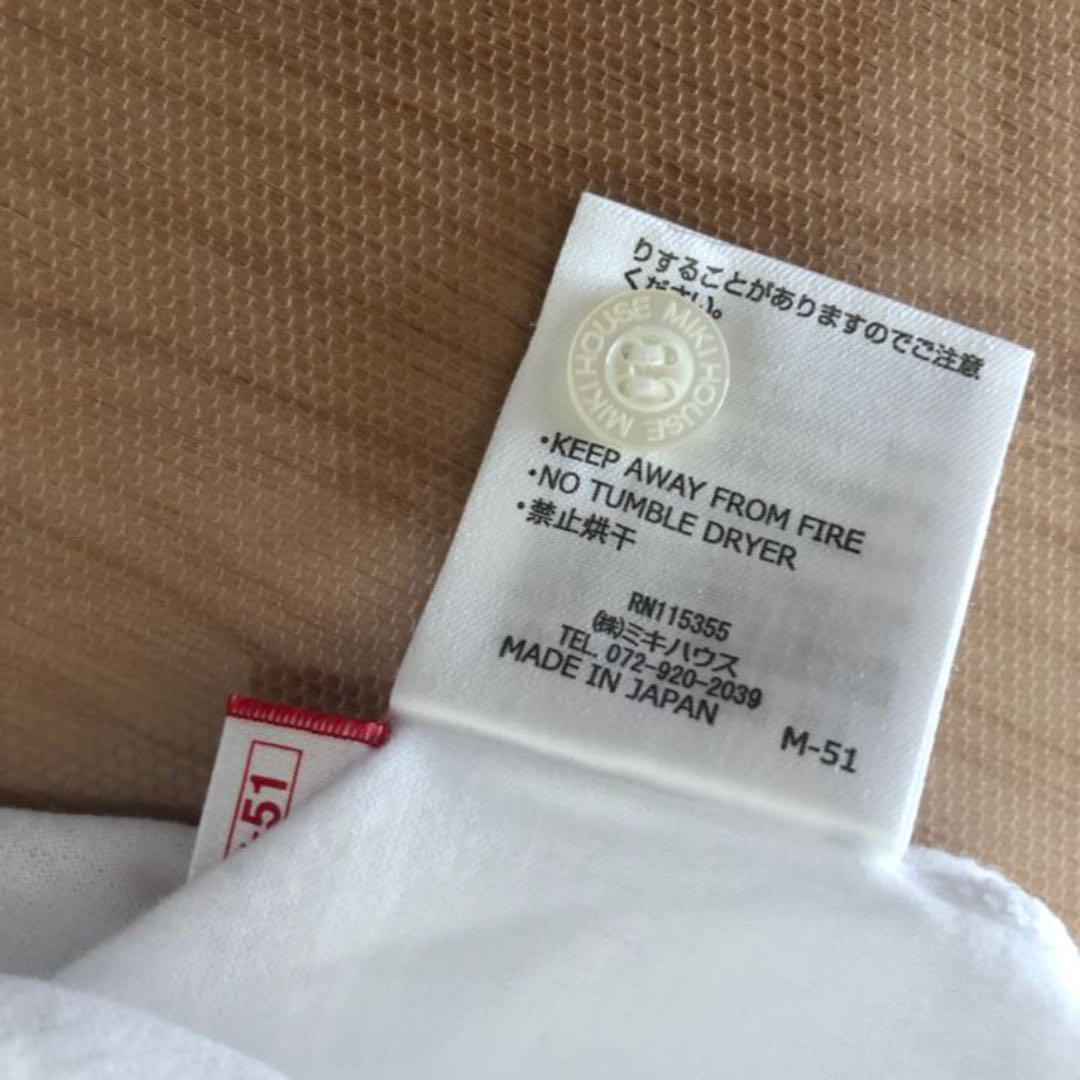 りすることがありますのでご注意
ください。
MIKI HOUSE MIKI HOUSE
・KEEP AWAY FROM FIRE
・NO TUMBLE DRYER
・禁止烘干
RN115355
㈱ミキハウス
TEL. 072-920-2039
MADE IN JAPAN
M-51
-51